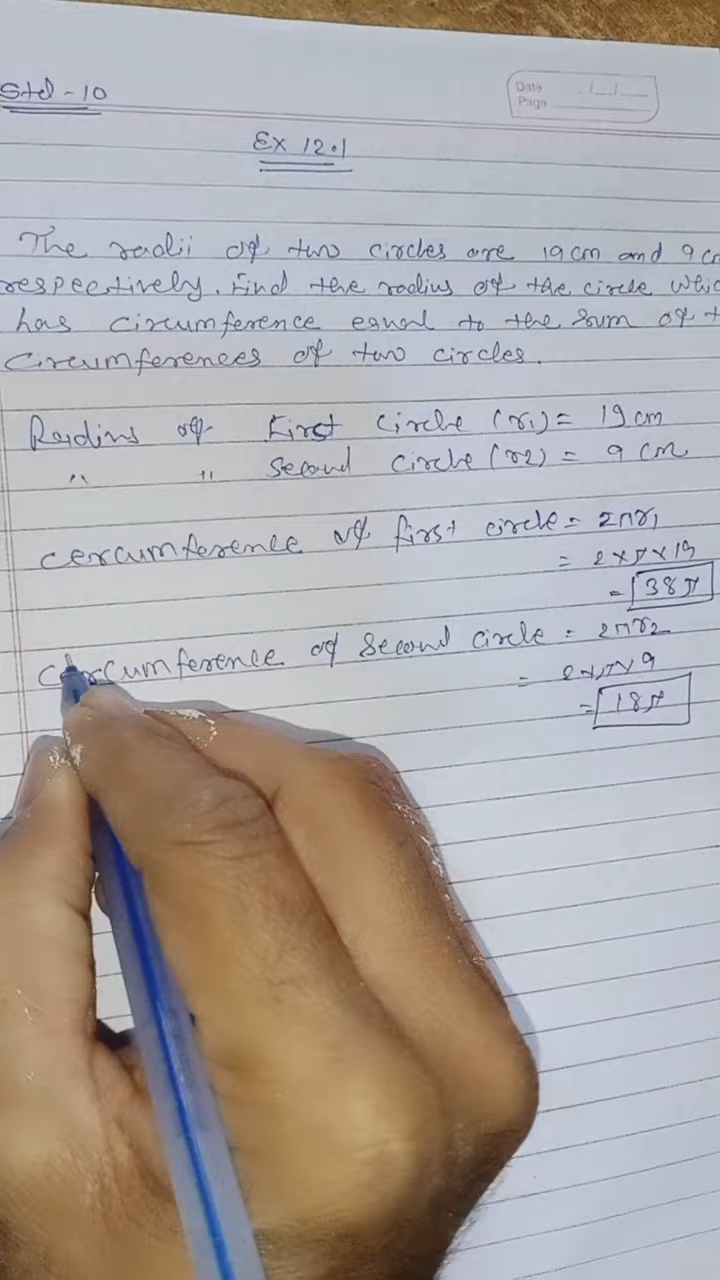 Std - 10
Date / /
Page
Ex 12.1
The radii of two circles are 19 cm and 9 cm
respectively. Find the radius of the circle whic
has circumference equal to the sum of t
circumferences of two circles.
Radius of First circle (r1) = 19 cm
" " second circle (r2) = 9 cm
cercumference of first circle = 2πr1
= 2 × π × 19
= 38π
circumference of second circle = 2πr2
= 2×π×9
= 18π